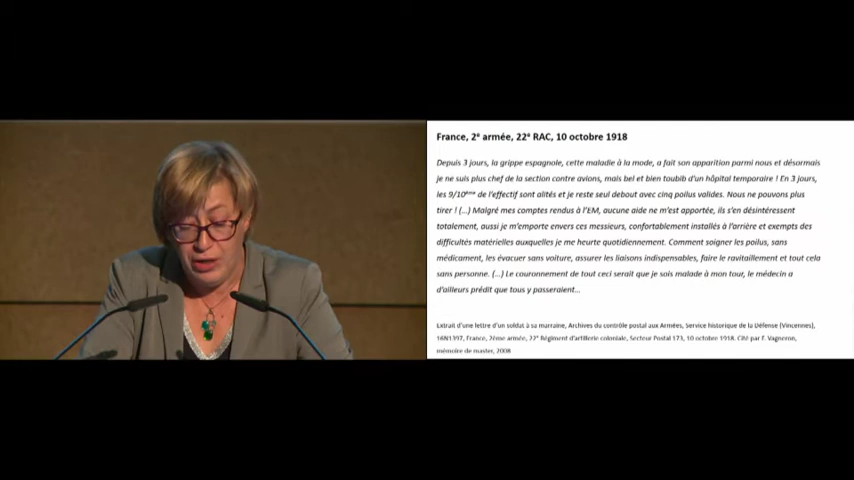 France, 2e armée, 22e RAC, 10 octobre 1918
Depuis 3 jours, la grippe espagnole, cette maladie à la mode, a fait son apparition parmi nous et désormais
je ne suis plus chef de la section contre avions, mais bel et bien toubib d'un hôpital temporaire ! En 3 jours,
les 9/10ème de l'effectif sont alités et je reste seul debout avec cinq poilus valides. Nous ne pouvons plus
tirer ! (...) Malgré mes comptes rendus à l'EM, aucune aide ne m'est apportée, ils s'en désintéressent
totalement, aussi je m'emporte envers ces messieurs, confortablement installés à l'arrière et exempts des
difficultés matérielles auxquelles je me heurte quotidiennement. Comment soigner les poilus, sans
médicament, les évacuer sans voiture, assurer les liaisons indispensables, faire le ravitaillement et tout cela
sans personne. (...) Le couronnement de tout ceci serait que je sois malade à mon tour, le médecin a
d'ailleurs prédit que tous y passeraient...
Extrait d'une lettre d'un soldat à sa marraine, Archives du contrôle postal aux Armées, Service historique de la Défense (Vincennes),
16N1397, France, 2ème armée, 22e Régiment d'artillerie coloniale, Secteur Postal 173, 10 octobre 1918. Cité par F. Vagneron,
mémoire de master, 2008